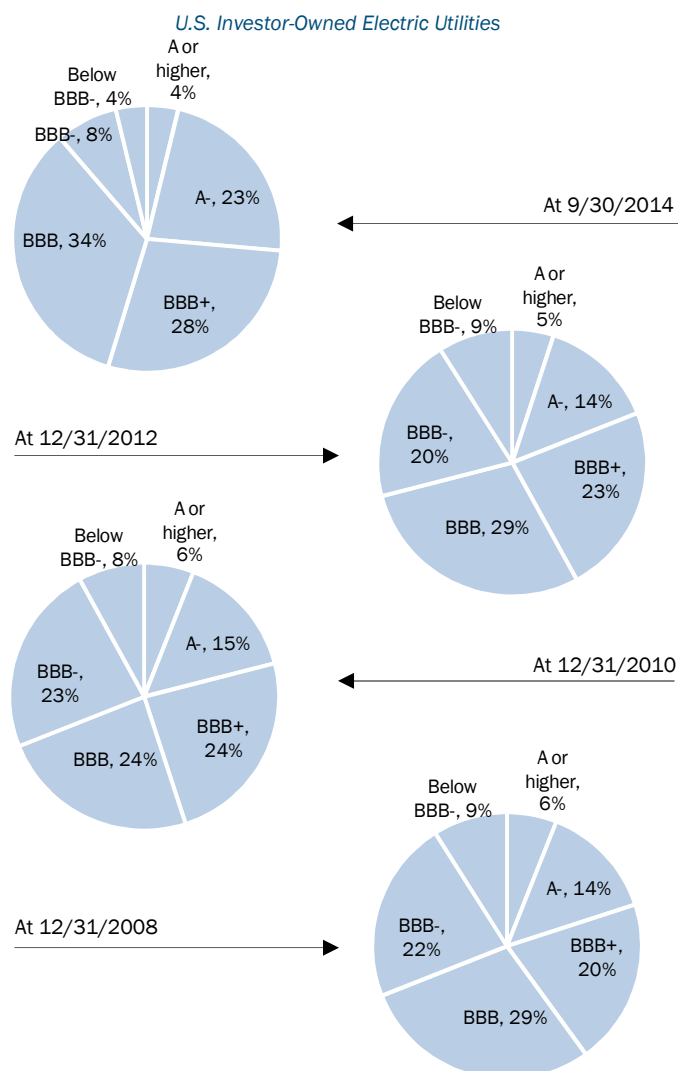 U.S. Investor-Owned Electric Utilities
A or
higher,
4%
Below
BBB-, 4%
BBB-, 8%
A-, 23%
BBB, 34%
BBB+,
28%
At 9/30/2014
A or
higher,
5%
Below
BBB-, 9%
A-, 14%
BBB-,
20%
BBB+,
23%
BBB, 29%
At 12/31/2012
A or
higher,
6%
Below
BBB-, 8%
A-, 15%
BBB-,
23%
BBB+,
24%
BBB, 24%
At 12/31/2010
A or
higher,
6%
Below
BBB-, 9%
A-, 14%
BBB-,
22%
BBB+,
20%
BBB, 29%
At 12/31/2008